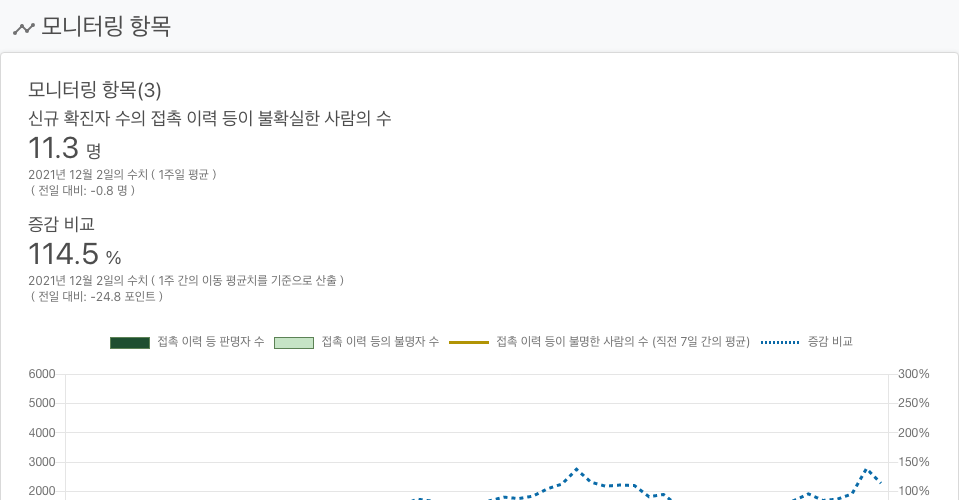 모니터링 항목
모니터링 항목(3)
신규 확진자 수의 접촉 이력 등이 불확실한 사람의 수
11.3 명
2021년 12월 2일의 수치 ( 1주일 평균 )
( 전일 대비: -0.8 명 )
증감 비교
114.5 %
2021년 12월 2일의 수치 ( 1주 간의 이동 평균치를 기준으로 산출 )
( 전일 대비: -24.8 포인트 )
접촉 이력 등 판명자 수 접촉 이력 등의 불명자 수 접촉 이력 등이 불명한 사람의 수 (직전 7일 간의 평균) 증감 비교
6000 300%
5000 250%
4000 200%
3000 150%
2000 100%